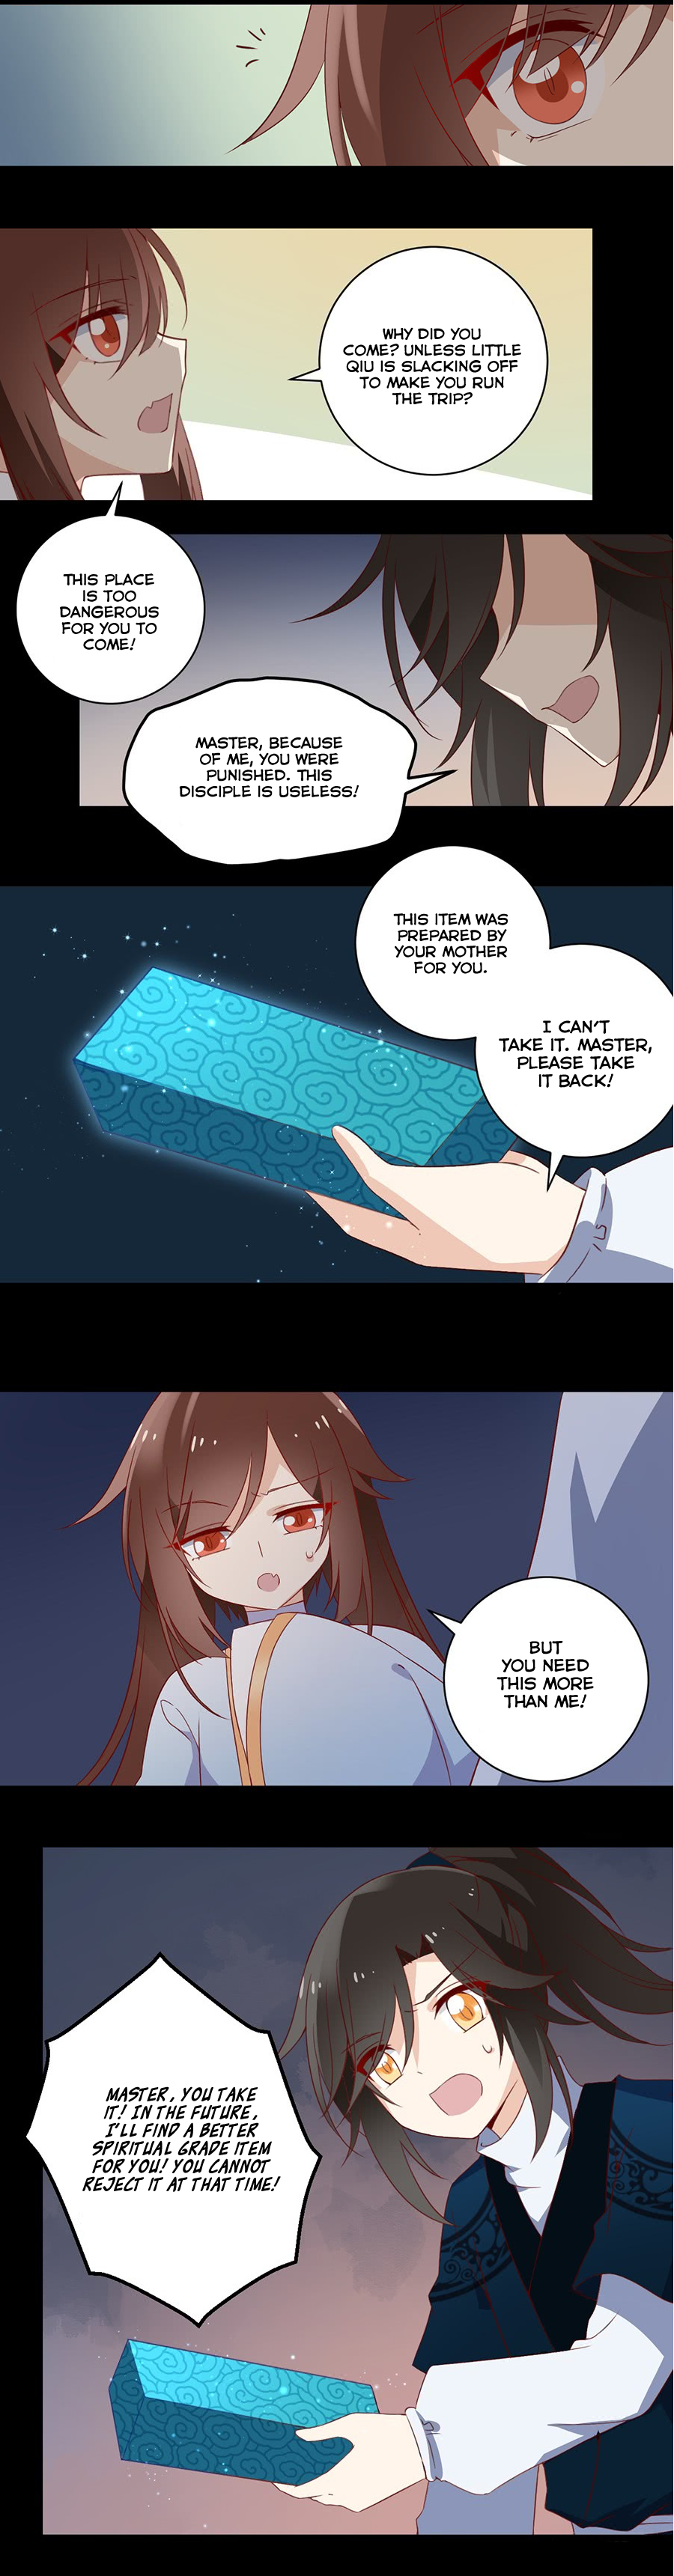 WHY DID YOU
COME? UNLESS LITTLE
QIU IS SLACKING OFF
TO MAKE YOU RUN
THE TRIP?
THIS PLACE
IS TOO
DANGEROUS
FOR YOU TO
COME!
MASTER, BECAUSE
OF ME, YOU WERE
PUNISHED. THIS
DISCIPLE IS USELESS!
THIS ITEM WAS
PREPARED BY
YOUR MOTHER
FOR YOU.
I CAN'T
TAKE IT. MASTER,
PLEASE TAKE
IT BACK!
BUT
YOU NEED
THIS MORE
THAN ME!
MASTER, YOU TAKE
IT! IN THE FUTURE,
I'LL FIND A BETTER
SPIRITUAL GRADE ITEM
FOR YOU! YOU CANNOT
REJECT IT AT THAT TIME!